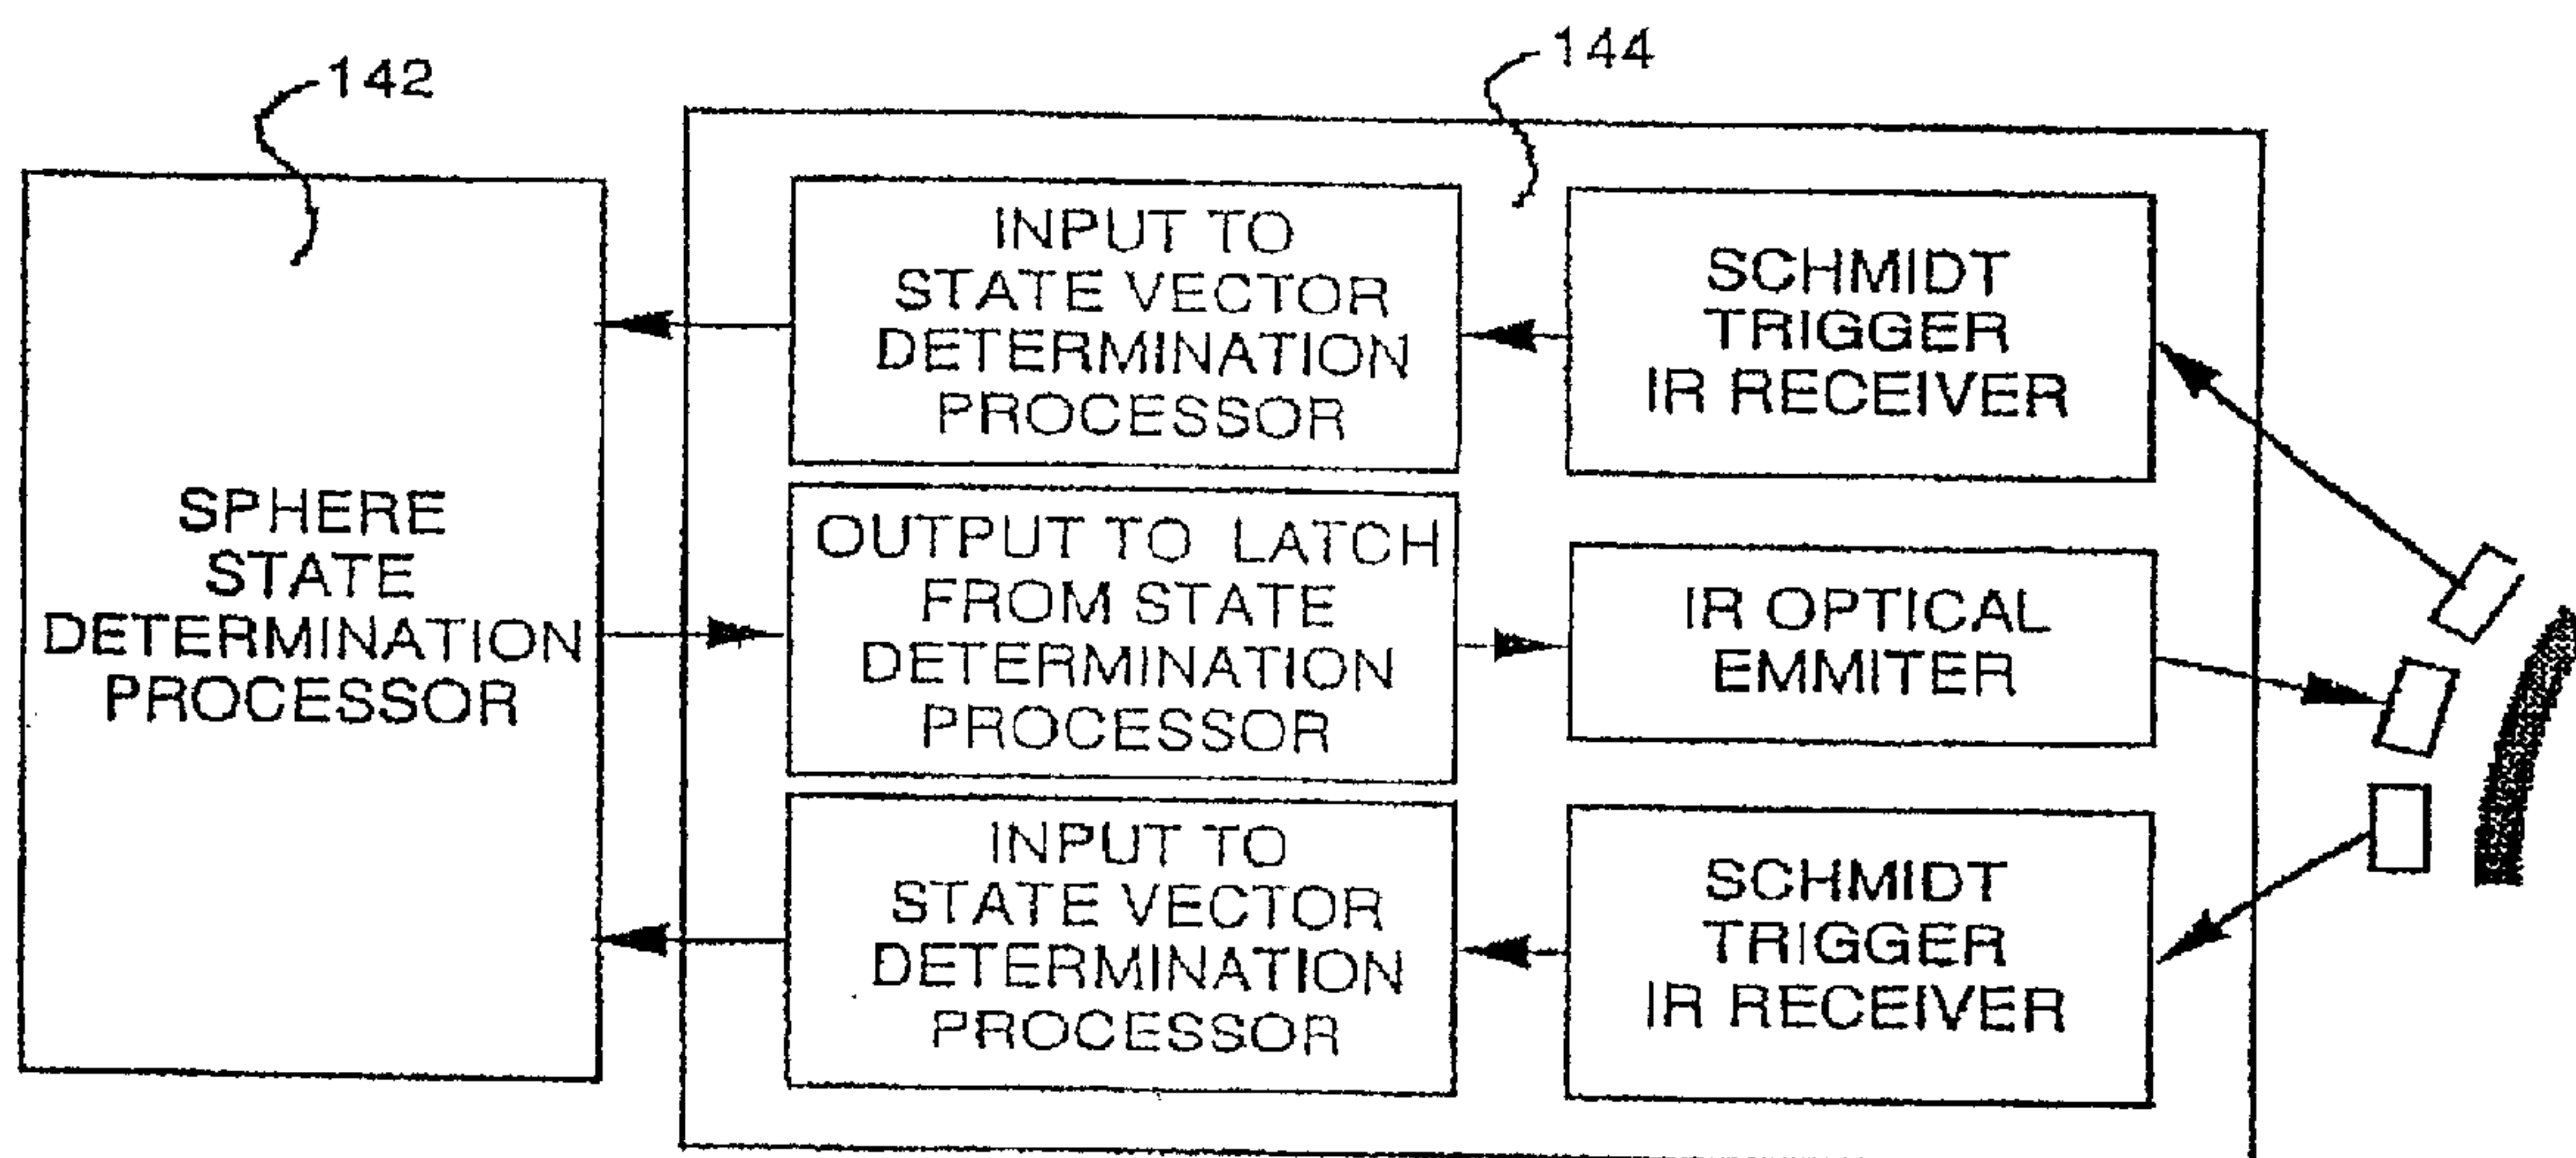 142
144
SPHERE
STATE
DETERMINATION
PROCESSOR
INPUT TO
STATE VECTOR
DETERMINATION
PROCESSOR
SCHMIDT
TRIGGER
IR RECEIVER
OUTPUT TO LATCH
FROM STATE
DETERMINATION
PROCESSOR
IR OPTICAL
EMMITER
INPUT TO
STATE VECTOR
DETERMINATION
PROCESSOR
SCHMIDT
TRIGGER
IR RECEIVER